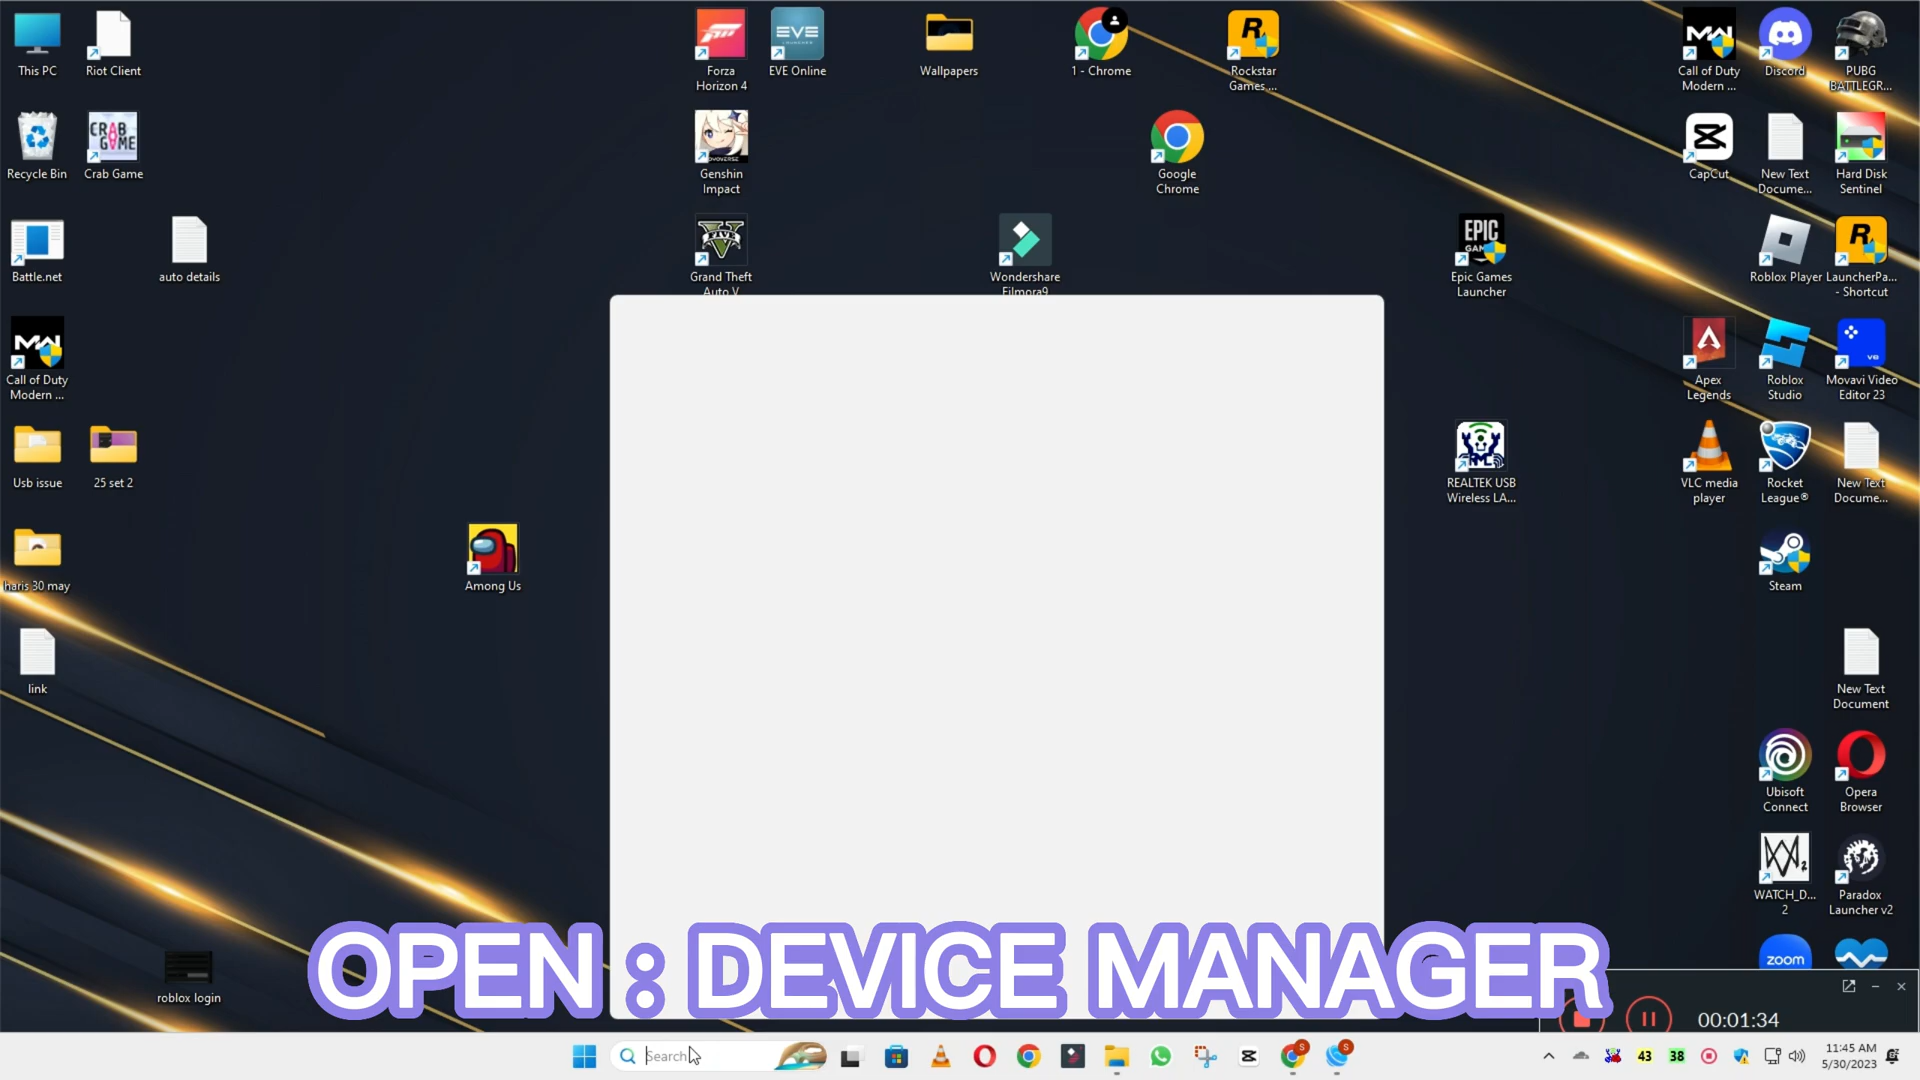 This PC
Riot Client
Forza
Horizon 4
EVE
EVE Online
Wallpapers
1 - Chrome
R
Rockstar
Games ...
Call of Duty
Modern ...
Discord
PUBG
BATTLEGR...
Recycle Bin
CRAB
GAME
Crab Game
Genshin
Impact
Google
Chrome
CapCut
New Text
Docume...
Hard Disk
Sentinel
Battle.net
auto details
FIVE
Grand Theft
Auto V
Wondershare
Filmora9
EPIC
GAMES
Epic Games
Launcher
Roblox Player
R
LauncherPa...
- Shortcut
Call of Duty
Modern ...
Apex
Legends
Roblox
Studio
Movavi Video
Editor 23
Usb issue
25 set 2
REALTEK USB
Wireless LA...
VLC media
player
Rocket
League®
New Text
Docume...
haris 30 may
Among Us
Steam
link
New Text
Document
Ubisoft
Connect
Opera
Browser
WATCH_D...
2
Paradox
Launcher v2
zoom
roblox login
OPEN : DEVICE MANAGER
00:01:34
Search
S
S
43
38
11:45 AM
5/30/2023